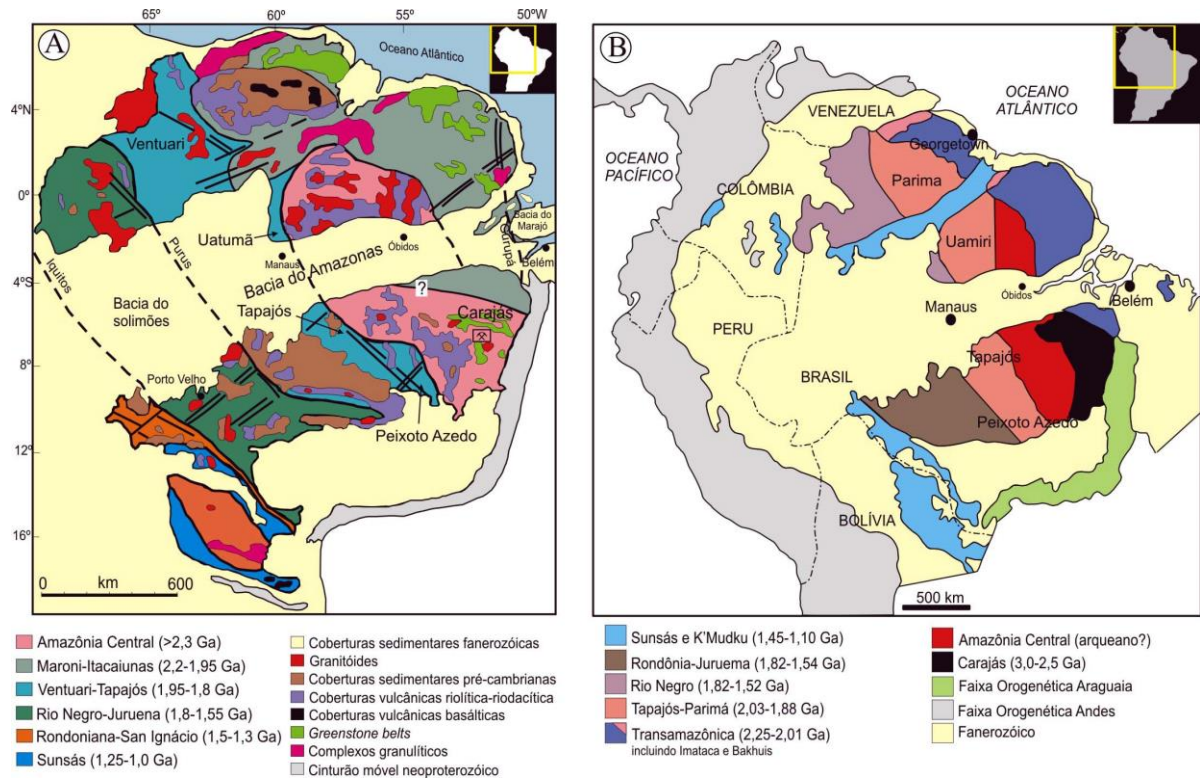 65°
60°
55°
50°W
A
Oceano
Atlântico
4°N
0°
4°S
8°
12°
16°
Ventuari
Uatumã
Manaus
Óbidos
Bacia do Amazonas
Bacia do
Marajó
Gurupá
Belém
Purus
Iquitos
Bacia do
solimões
Tapajós
?
Carajás
Porto Velho
Peixoto Azedo
0
km
600
Amazônia Central (>2,3 Ga)
Maroni-Itacaiunas (2,2-1,95 Ga)
Ventuari-Tapajós (1,95-1,8 Ga)
Rio Negro-Juruena (1,8-1,55 Ga)
Rondoniana-San Ignácio (1,5-1,3 Ga)
Sunsás (1,25-1,0 Ga)
Coberturas sedimentares fanerozóicas
Granitóides
Coberturas sedimentares pré-cambrianas
Coberturas vulcânicas riolítica-riodacítica
Coberturas vulcânicas basálticas
Greenstone belts
Complexos granulíticos
Cinturão móvel neoproterozóico
B
OCEANO
ATLÂNTICO
VENEZUELA
Georgetown
OCEANO
PACÍFICO
COLÔMBIA
Parima
Uamiri
Óbidos
Manaus
Belém
PERU
Tapajós
BRASIL
Peixoto Azedo
BOLÍVIA
500 km
Sunsás e K'Mudku (1,45-1,10 Ga)
Rondônia-Juruema (1,82-1,54 Ga)
Rio Negro (1,82-1,52 Ga)
Tapajós-Parimá (2,03-1,88 Ga)
Transamazônica (2,25-2,01 Ga)
incluindo Imataca e Bakhuis
Amazônia Central (arqueano?)
Carajás (3,0-2,5 Ga)
Faixa Orogenética Araguaia
Faixa Orogenética Andes
Fanerozóico